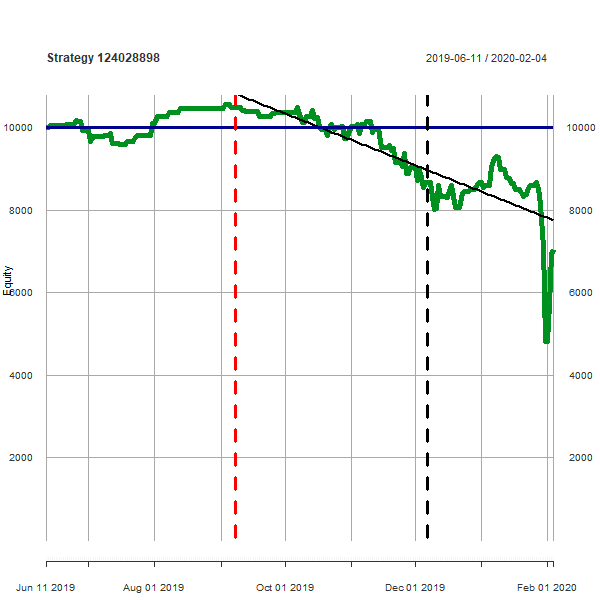 Strategy 124028898
2019-06-11 / 2020-02-04
10000
10000
8000
8000
Equity
6000
6000
4000
4000
2000
2000
Jun 11 2019
Aug 01 2019
Oct 01 2019
Dec 01 2019
Feb 01 2020